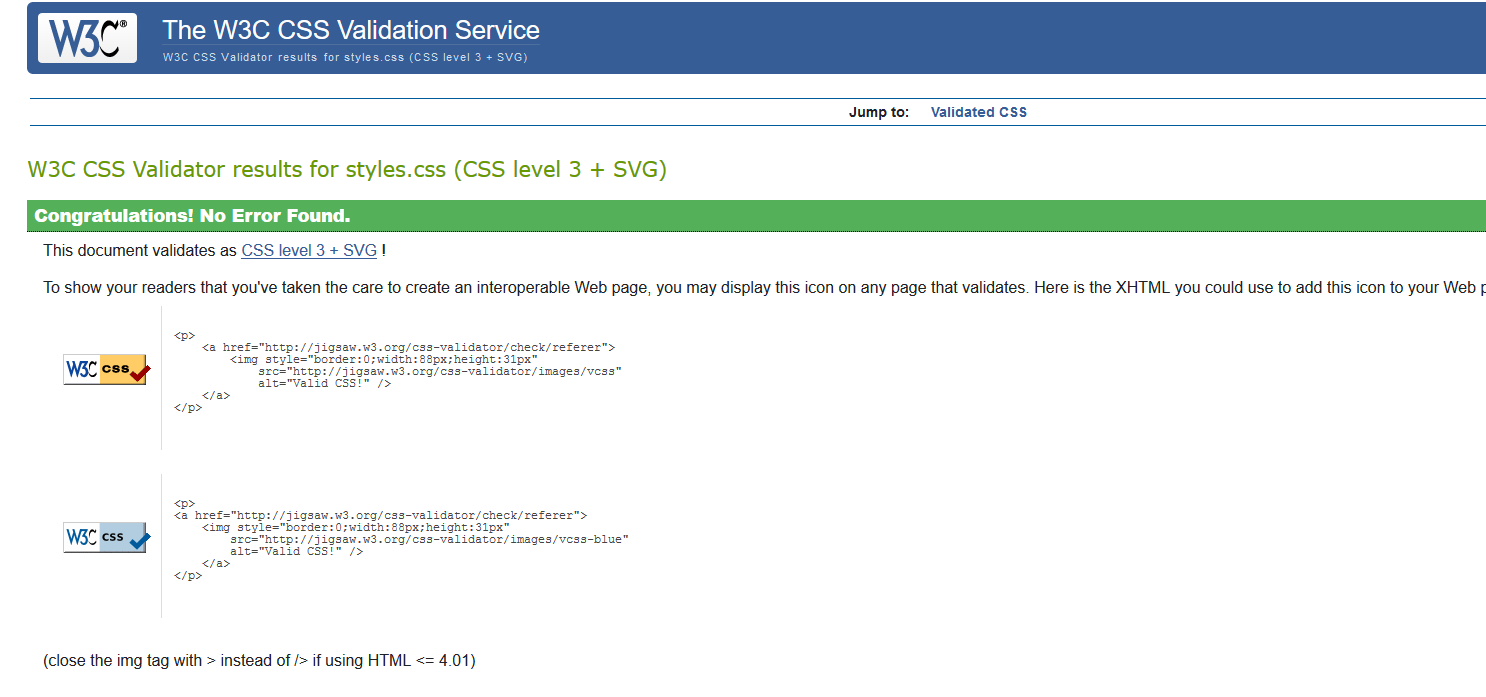 W3C®
The W3C CSS Validation Service
W3C CSS Validator results for styles.css (CSS level 3 + SVG)
Jump to: Validated CSS
W3C CSS Validator results for styles.css (CSS level 3 + SVG)
Congratulations! No Error Found.
This document validates as CSS level 3 + SVG !
To show your readers that you've taken the care to create an interoperable Web page, you may display this icon on any page that validates. Here is the XHTML you could use to add this icon to your Web
<p>
<a href="http://jigsaw.w3.org/css-validator/check/referer">
<img style="border:0;width:88px;height:31px"
W3C css
src="http://jigsaw.w3.org/css-validator/images/vcss"
alt="Valid CSS!" />
</a>
</p>
<p>
<a href="http://jigsaw.w3.org/css-validator/check/referer">
<img style="border:0;width:88px;height:31px"
W3C css
src="http://jigsaw.w3.org/css-validator/images/vcss-blue"
alt="Valid CSS!" />
</a>
</p>
(close the img tag with > instead of /> if using HTML <= 4.01)